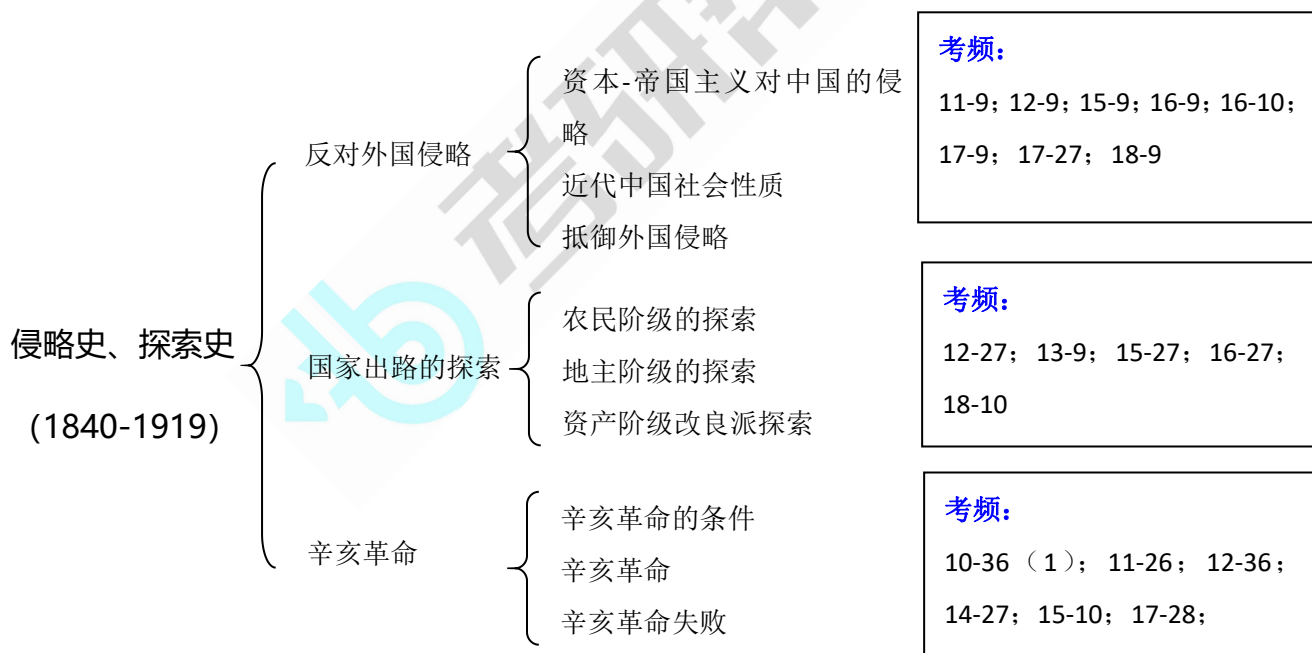 侵略史、探索史
（1840-1919）
反对外国侵略
资本-帝国主义对中国的侵
略
近代中国社会性质
抵御外国侵略
考频：
11-9；12-9；15-9；16-9；16-10；
17-9；17-27；18-9
国家出路的探索
农民阶级的探索
地主阶级的探索
资产阶级改良派探索
考频：
12-27；13-9；15-27；16-27；
18-10
辛亥革命
辛亥革命的条件
辛亥革命
辛亥革命失败
考频：
10-36（1）；11-26；12-36；
14-27；15-10；17-28；
考研帮